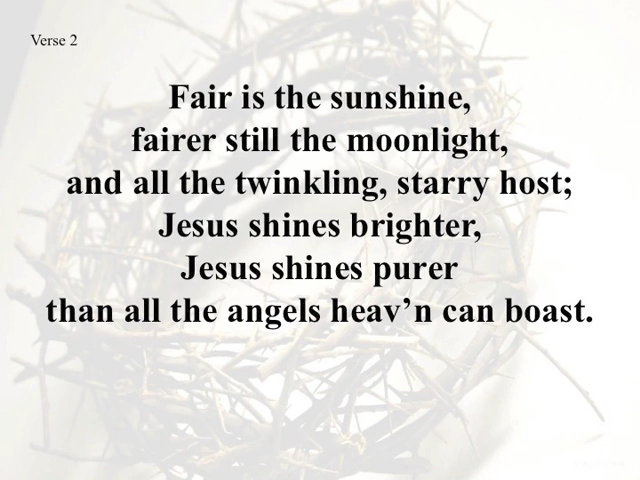 Verse 2
Fair is the sunshine,
fairer still the moonlight,
and all the twinkling, starry host;
Jesus shines brighter,
Jesus shines purer
than all the angels heav’n can boast.